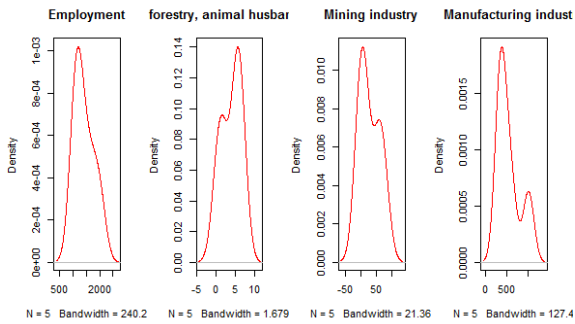 Employment
Density
0e+00 2e-04 4e-04 6e-04 8e-04 1e-03
500 2000
N = 5 Bandwidth = 240.2
forestry, animal husbar
Density
0.00 0.02 0.04 0.06 0.08 0.10 0.12 0.14
-5 0 5 10
N = 5 Bandwidth = 1.679
Mining industry
Density
0.000 0.002 0.004 0.006 0.008 0.010
-50 50
N = 5 Bandwidth = 21.36
Manufacturing indust
Density
0.0000 0.0005 0.0010 0.0015
0 500
N = 5 Bandwidth = 127.4